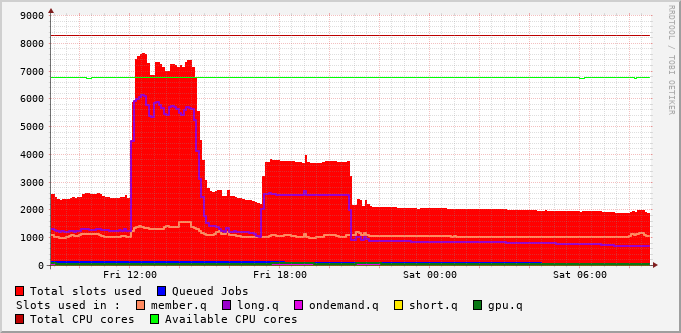 9000
8000
7000
6000
5000
4000
3000
2000
1000
0
Fri 12:00 Fri 18:00 Sat 00:00 Sat 06:00
Total slots used Queued Jobs
Slots used in : member.q long.q ondemand.q short.q gpu.q
Total CPU cores Available CPU cores
RRDTOOL / TOBI OETIKER